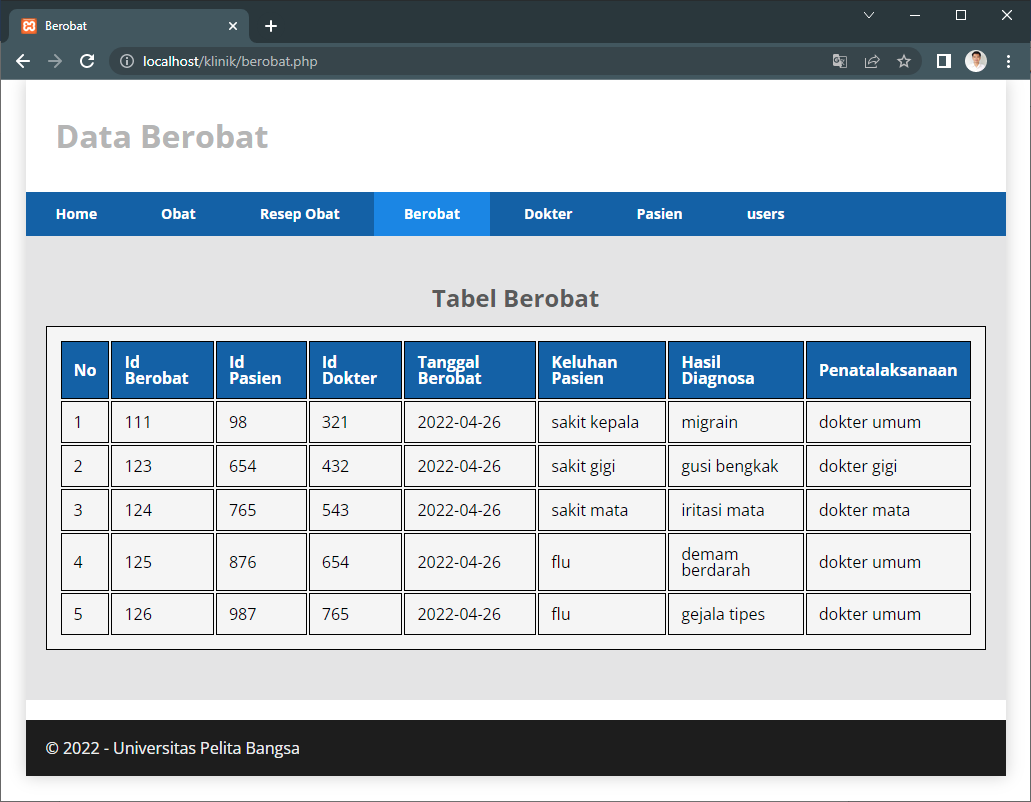 Berobat
localhost/klinik/berobat.php
Data Berobat
Home Obat Resep Obat Berobat Dokter Pasien users
Tabel Berobat
No Id Berobat Id Pasien Id Dokter Tanggal Berobat Keluhan Pasien Hasil Diagnosa Penatalaksanaan
1 111 98 321 2022-04-26 sakit kepala migrain dokter umum
2 123 654 432 2022-04-26 sakit gigi gusi bengkak dokter gigi
3 124 765 543 2022-04-26 sakit mata iritasi mata dokter mata
4 125 876 654 2022-04-26 flu demam berdarah dokter umum
5 126 987 765 2022-04-26 flu gejala tipes dokter umum
© 2022 - Universitas Pelita Bangsa